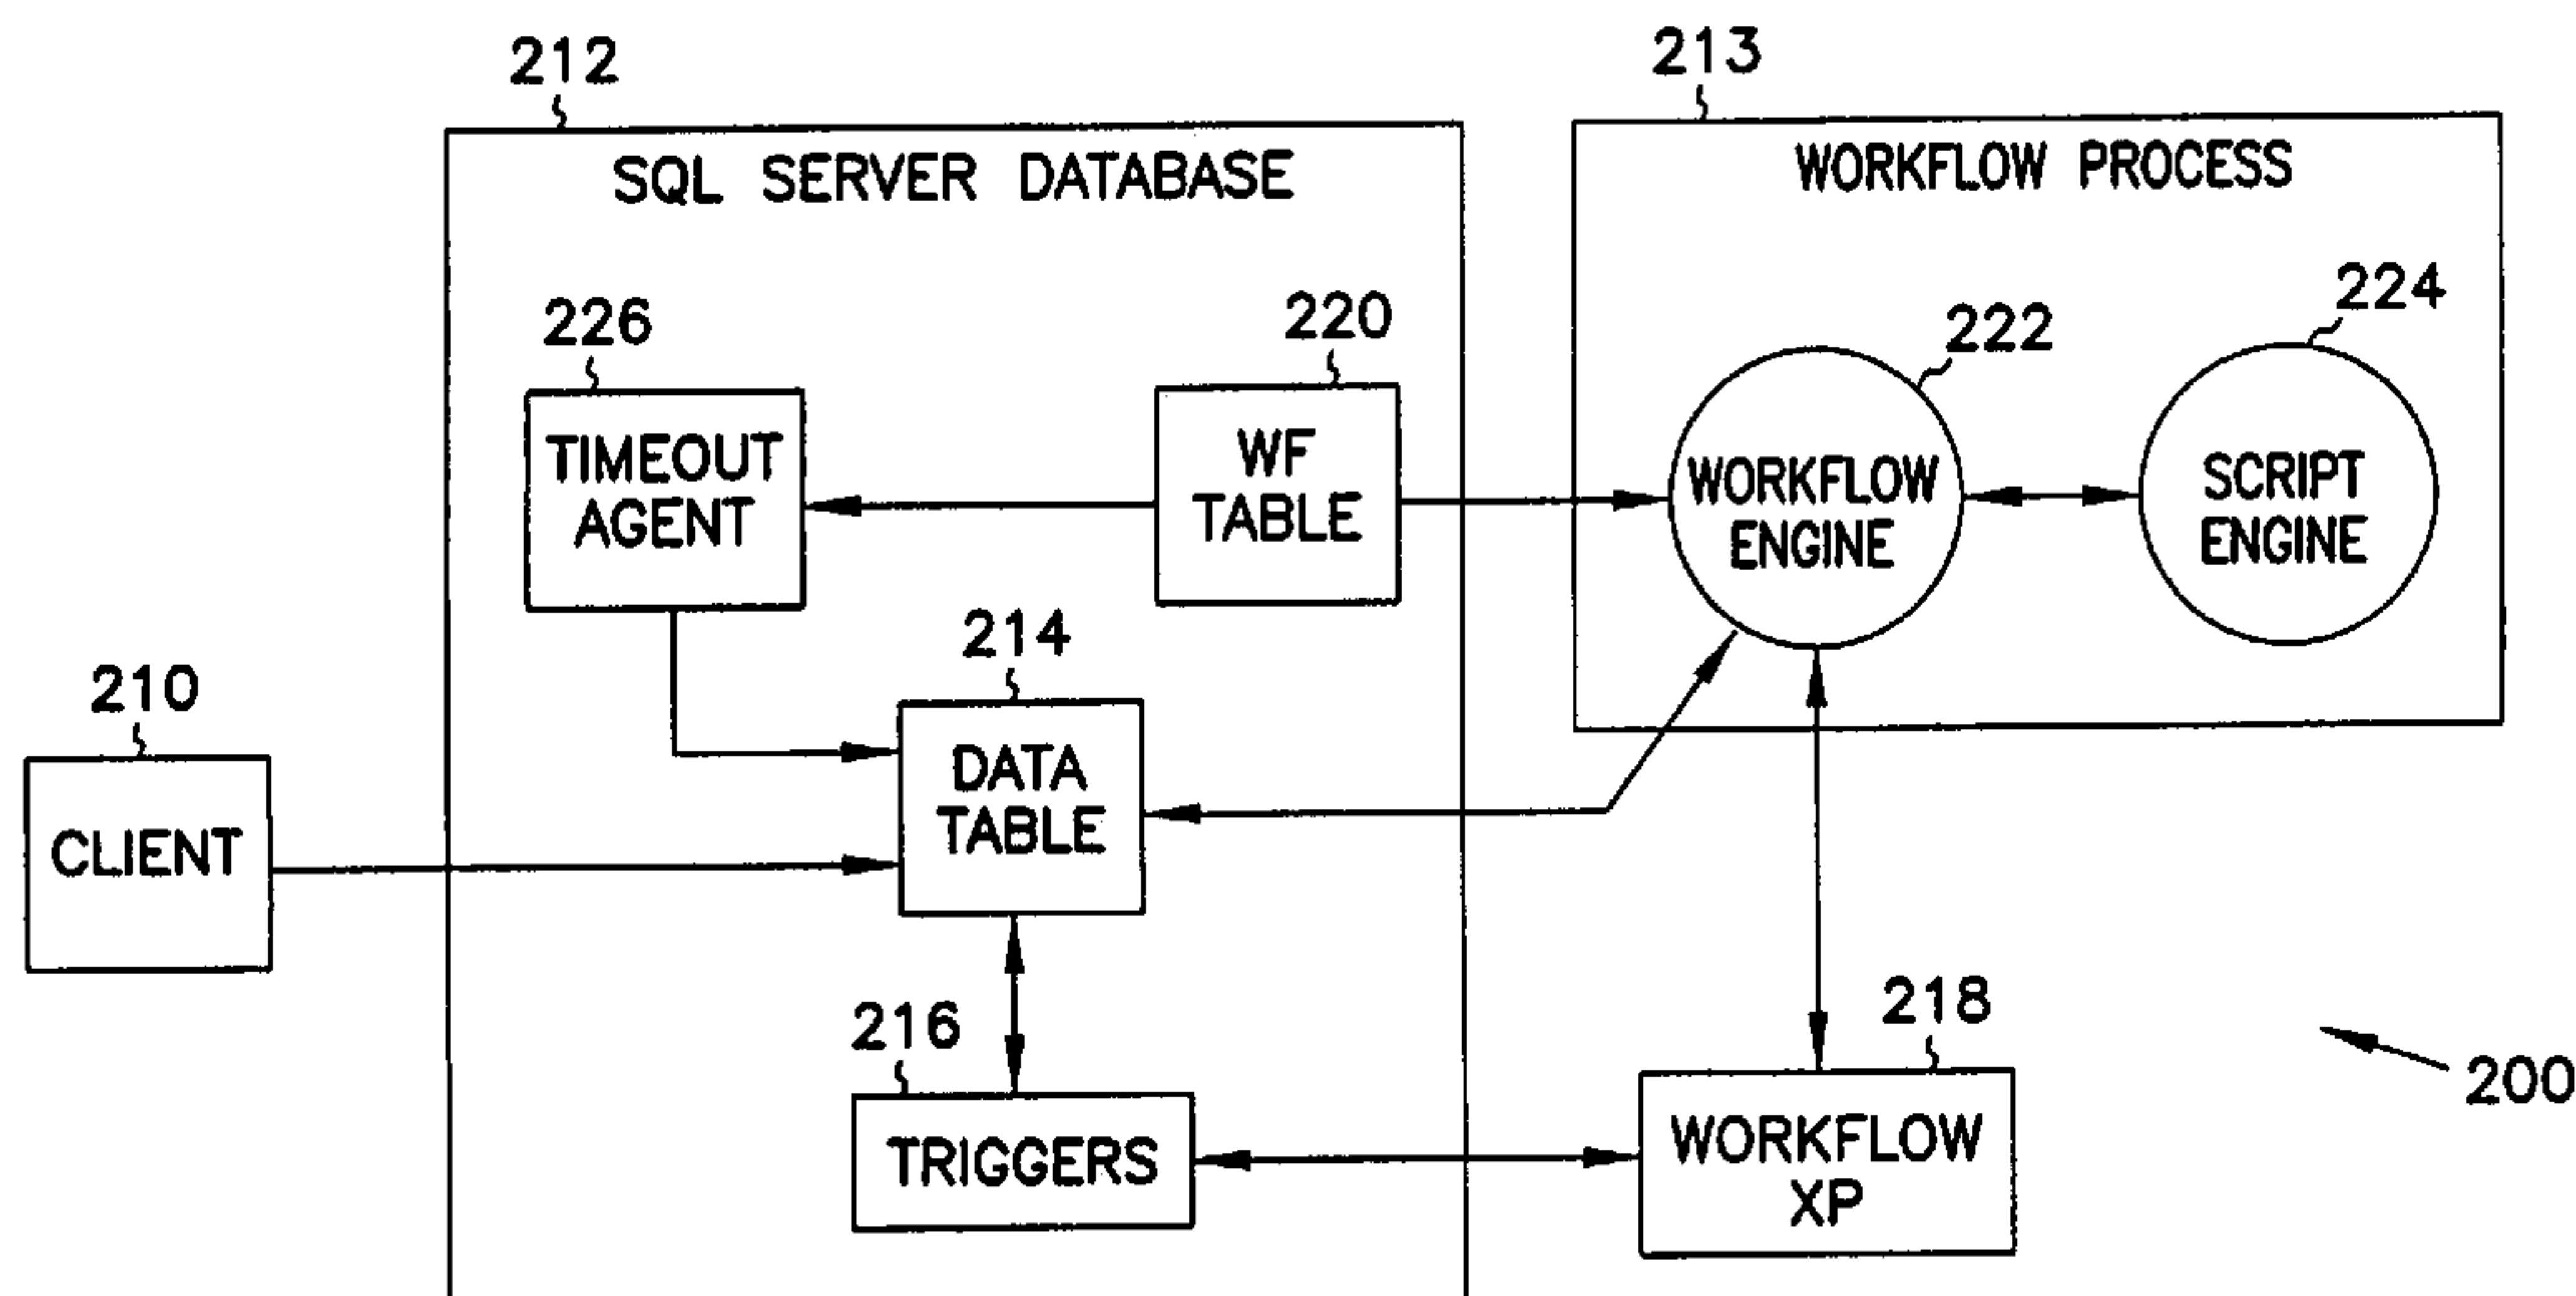 212
213
SQL SERVER DATABASE
WORKFLOW PROCESS
226
220
222
224
TIMEOUT
AGENT
WF
TABLE
WORKFLOW
ENGINE
SCRIPT
ENGINE
214
210
DATA
TABLE
CLIENT
216
218
200
TRIGGERS
WORKFLOW
XP